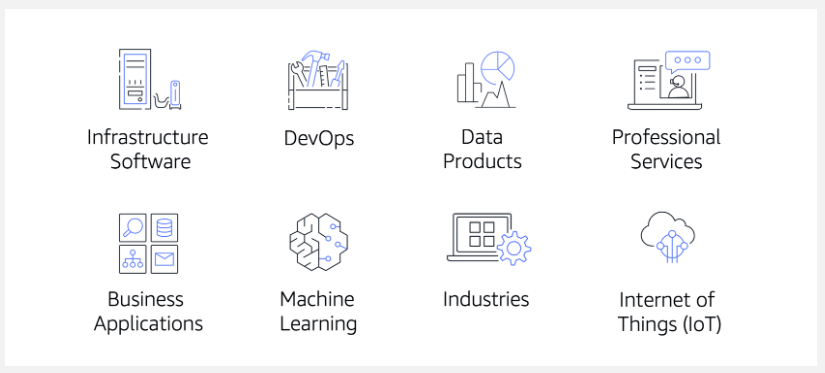 Infrastructure
Software
DevOps
Data
Products
Professional
Services
Business
Applications
Machine
Learning
Industries
Internet of
Things (IoT)